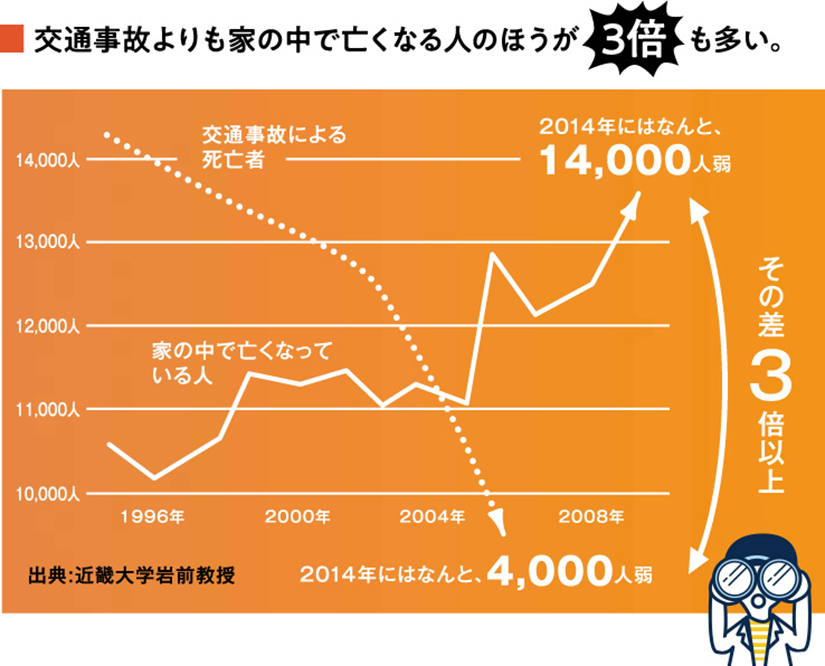 交通事故よりも家の中で亡くなる人のほうが3倍も多い。
交通事故による
死亡者
2014年にはなんと、
14,000人弱
14,000人
13,000人
12,000人
11,000人
10,000人
家の中で亡くなって
いる人
その差3倍以上
1996年
2000年
2004年
2008年
出典:近畿大学岩前教授
2014年にはなんと、4,000人弱